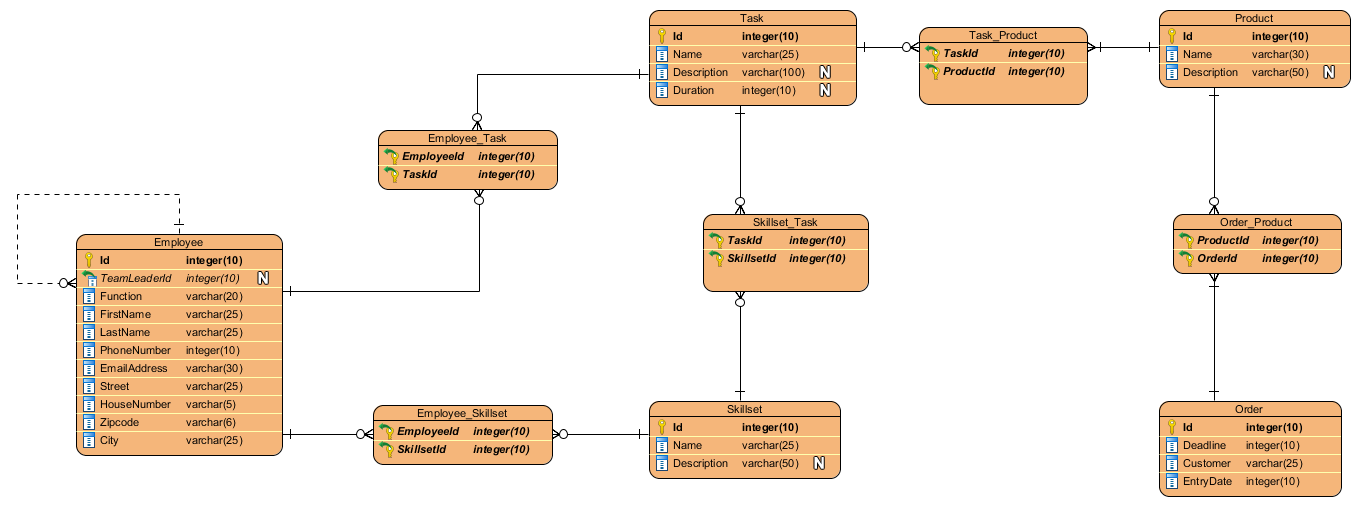 Task
Id integer(10)
Name varchar(25)
Description varchar(100) N
Duration integer(10) N
Task_Product
TaskId integer(10)
ProductId integer(10)
Product
Id integer(10)
Name varchar(30)
Description varchar(50) N
Employee_Task
EmployeeId integer(10)
TaskId integer(10)
Employee
Id integer(10)
TeamLeaderId integer(10) N
Function varchar(20)
FirstName varchar(25)
LastName varchar(25)
PhoneNumber integer(10)
EmailAddress varchar(30)
Street varchar(25)
HouseNumber varchar(5)
Zipcode varchar(6)
City varchar(25)
Skillset_Task
TaskId integer(10)
SkillsetId integer(10)
Order_Product
ProductId integer(10)
OrderId integer(10)
Employee_Skillset
EmployeeId integer(10)
SkillsetId integer(10)
Skillset
Id integer(10)
Name varchar(25)
Description varchar(50) N
Order
Id integer(10)
Deadline integer(10)
Customer varchar(25)
EntryDate integer(10)